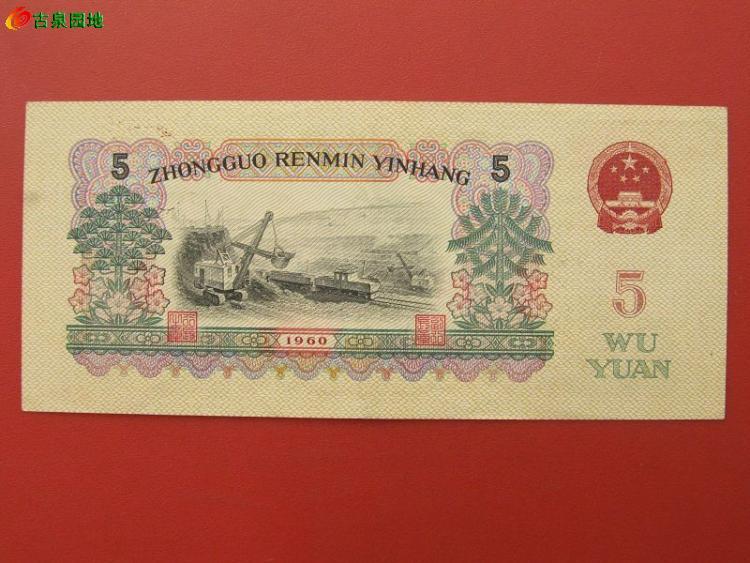 古泉园地
5 ZHONGGUO RENMIN YINHANG 5
5
1960
WU
YUAN